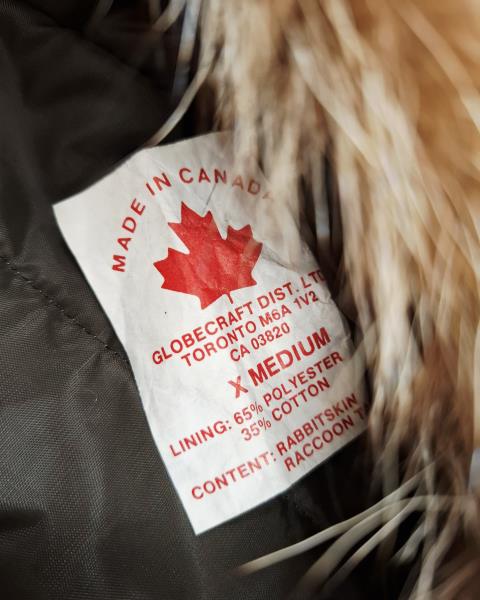 MADE IN CANADA
GLOBECRAFT DIST. LTD
TORONTO M6A 1V2
CA 03820
X MEDIUM
LINING: 65% POLYESTER
35% COTTON
CONTENT: RABBITSKIN
RACCOON